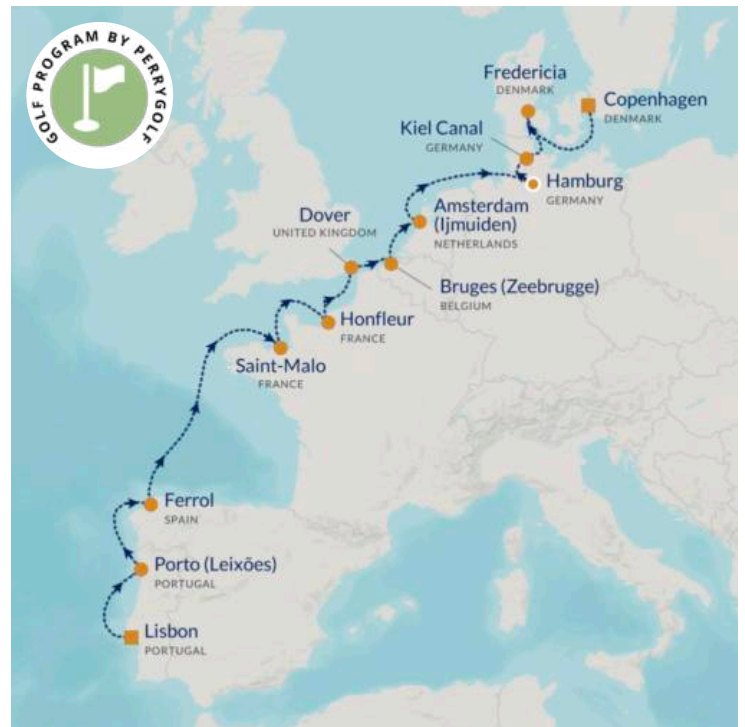 GOLF PROGRAM BY PERRYGOLF
Fredericia
DENMARK
Copenhagen
DENMARK
Kiel Canal
GERMANY
Hamburg
GERMANY
Amsterdam
(Ijmuiden)
NETHERLANDS
Dover
UNITED KINGDOM
Bruges (Zeebrugge)
BELGIUM
Honfleur
FRANCE
Saint-Malo
FRANCE
Ferrol
SPAIN
Porto (Leixões)
PORTUGAL
Lisbon
PORTUGAL